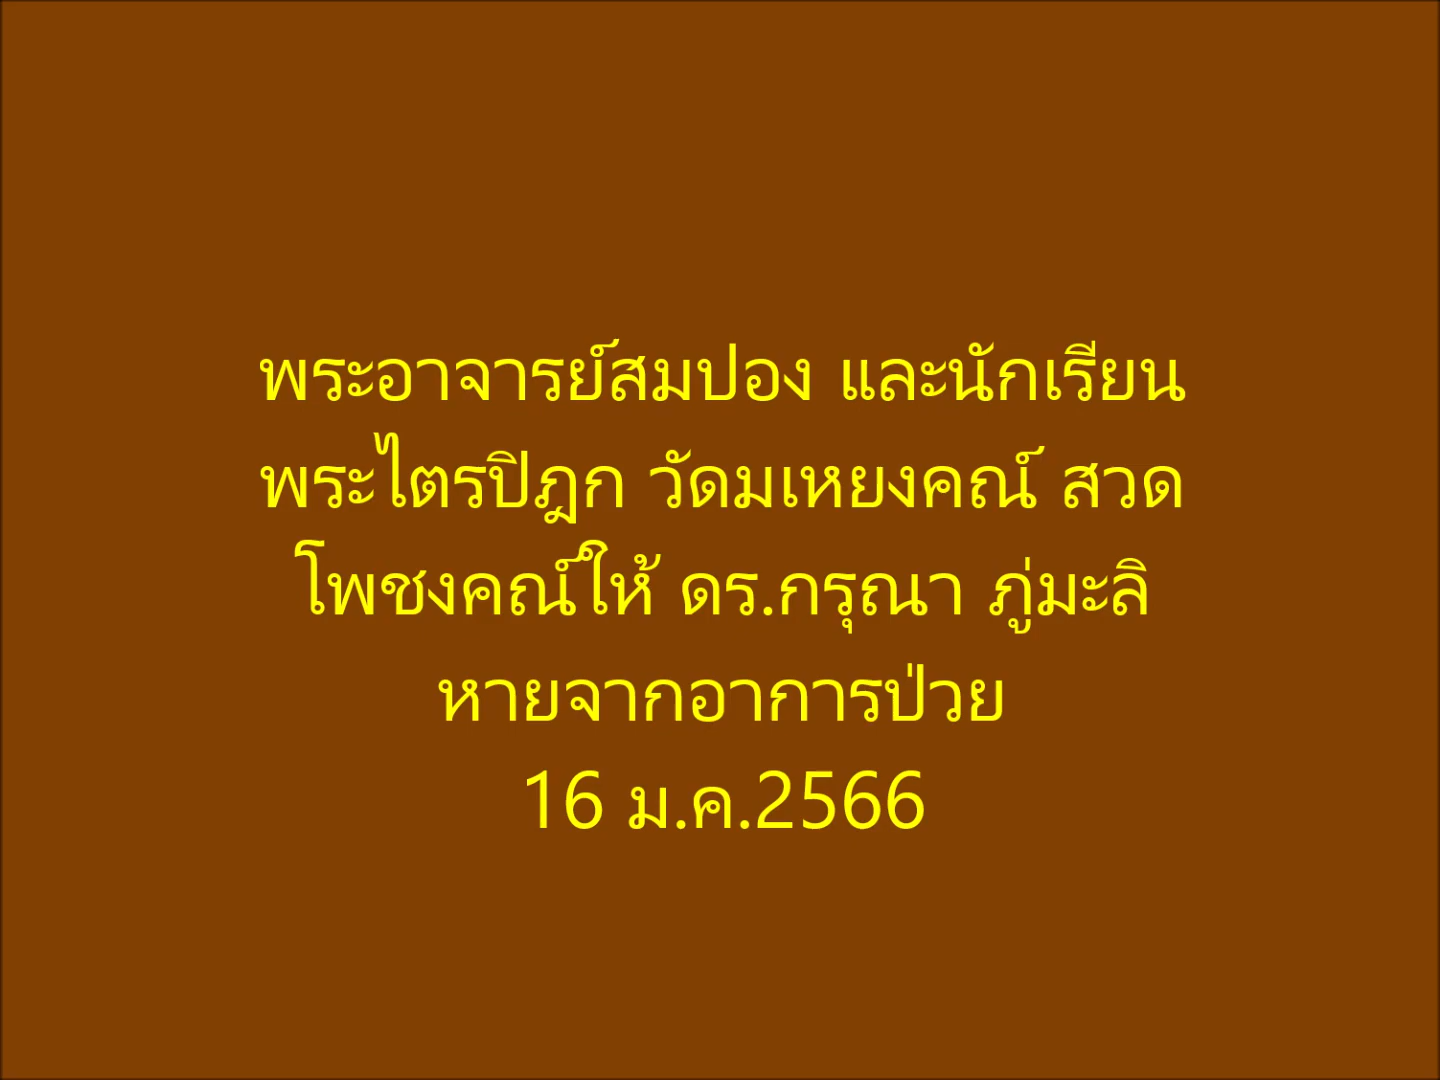 พระอาจารย์สมปอง และนักเรียน
พระไตรปิฎก วัดมเหยงคณ์ สวด
โพชงคณ์ให้ ดร.กรุณา ภู่มะลิ
หายจากอาการป่วย
16 ม.ค.2566